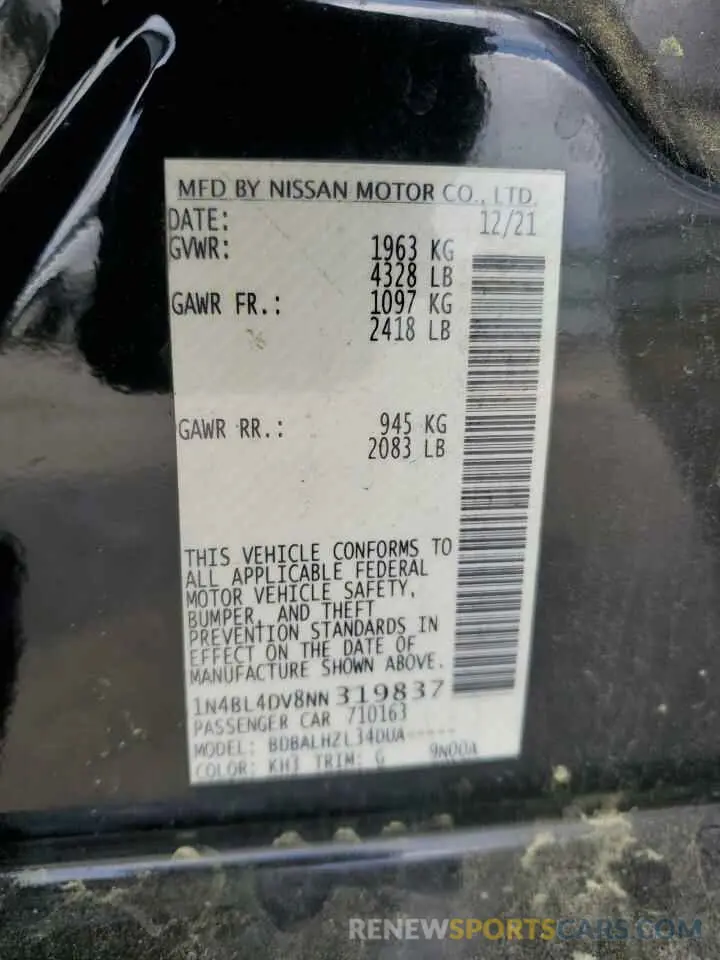 MFD BY NISSAN MOTOR CO., LTD.
DATE: 12/21
GVWR: 1963 KG
4328 LB
GAWR FR.: 1097 KG
2418 LB
GAWR RR.: 945 KG
2083 LB
THIS VEHICLE CONFORMS TO
ALL APPLICABLE FEDERAL
MOTOR VEHICLE SAFETY,
BUMPER, AND THEFT
PREVENTION STANDARDS IN
EFFECT ON THE DATE OF
MANUFACTURE SHOWN ABOVE.
1N4BL4DV8NN319837
PASSENGER CAR 710163
MODEL: BDBALHZL34DUA-----
COLOR: KH3 TRIM: G 9N00A
RENEWSPORTSCARS.COM